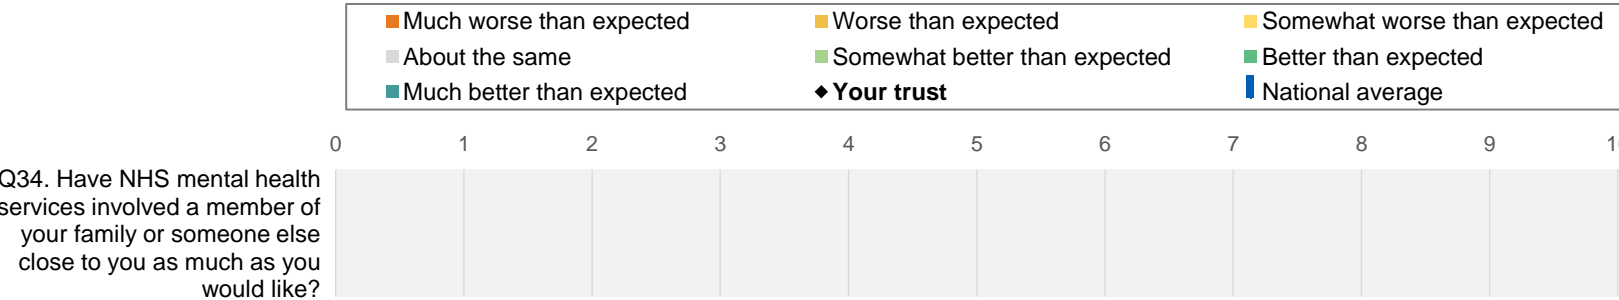 Much worse than expected Worse than expected Somewhat worse than expected
About the same Somewhat better than expected Better than expected
Much better than expected Your trust National average
0 1 2 3 4 5 6 7 8 9 1
Q34. Have NHS mental health
services involved a member of
your family or someone else
close to you as much as you
would like?